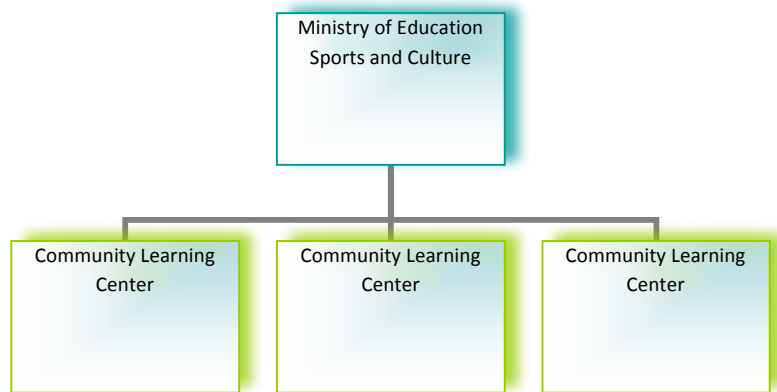 Ministry of Education
Sports and Culture
Community Learning
Center
Community Learning
Center
Community Learning
Center